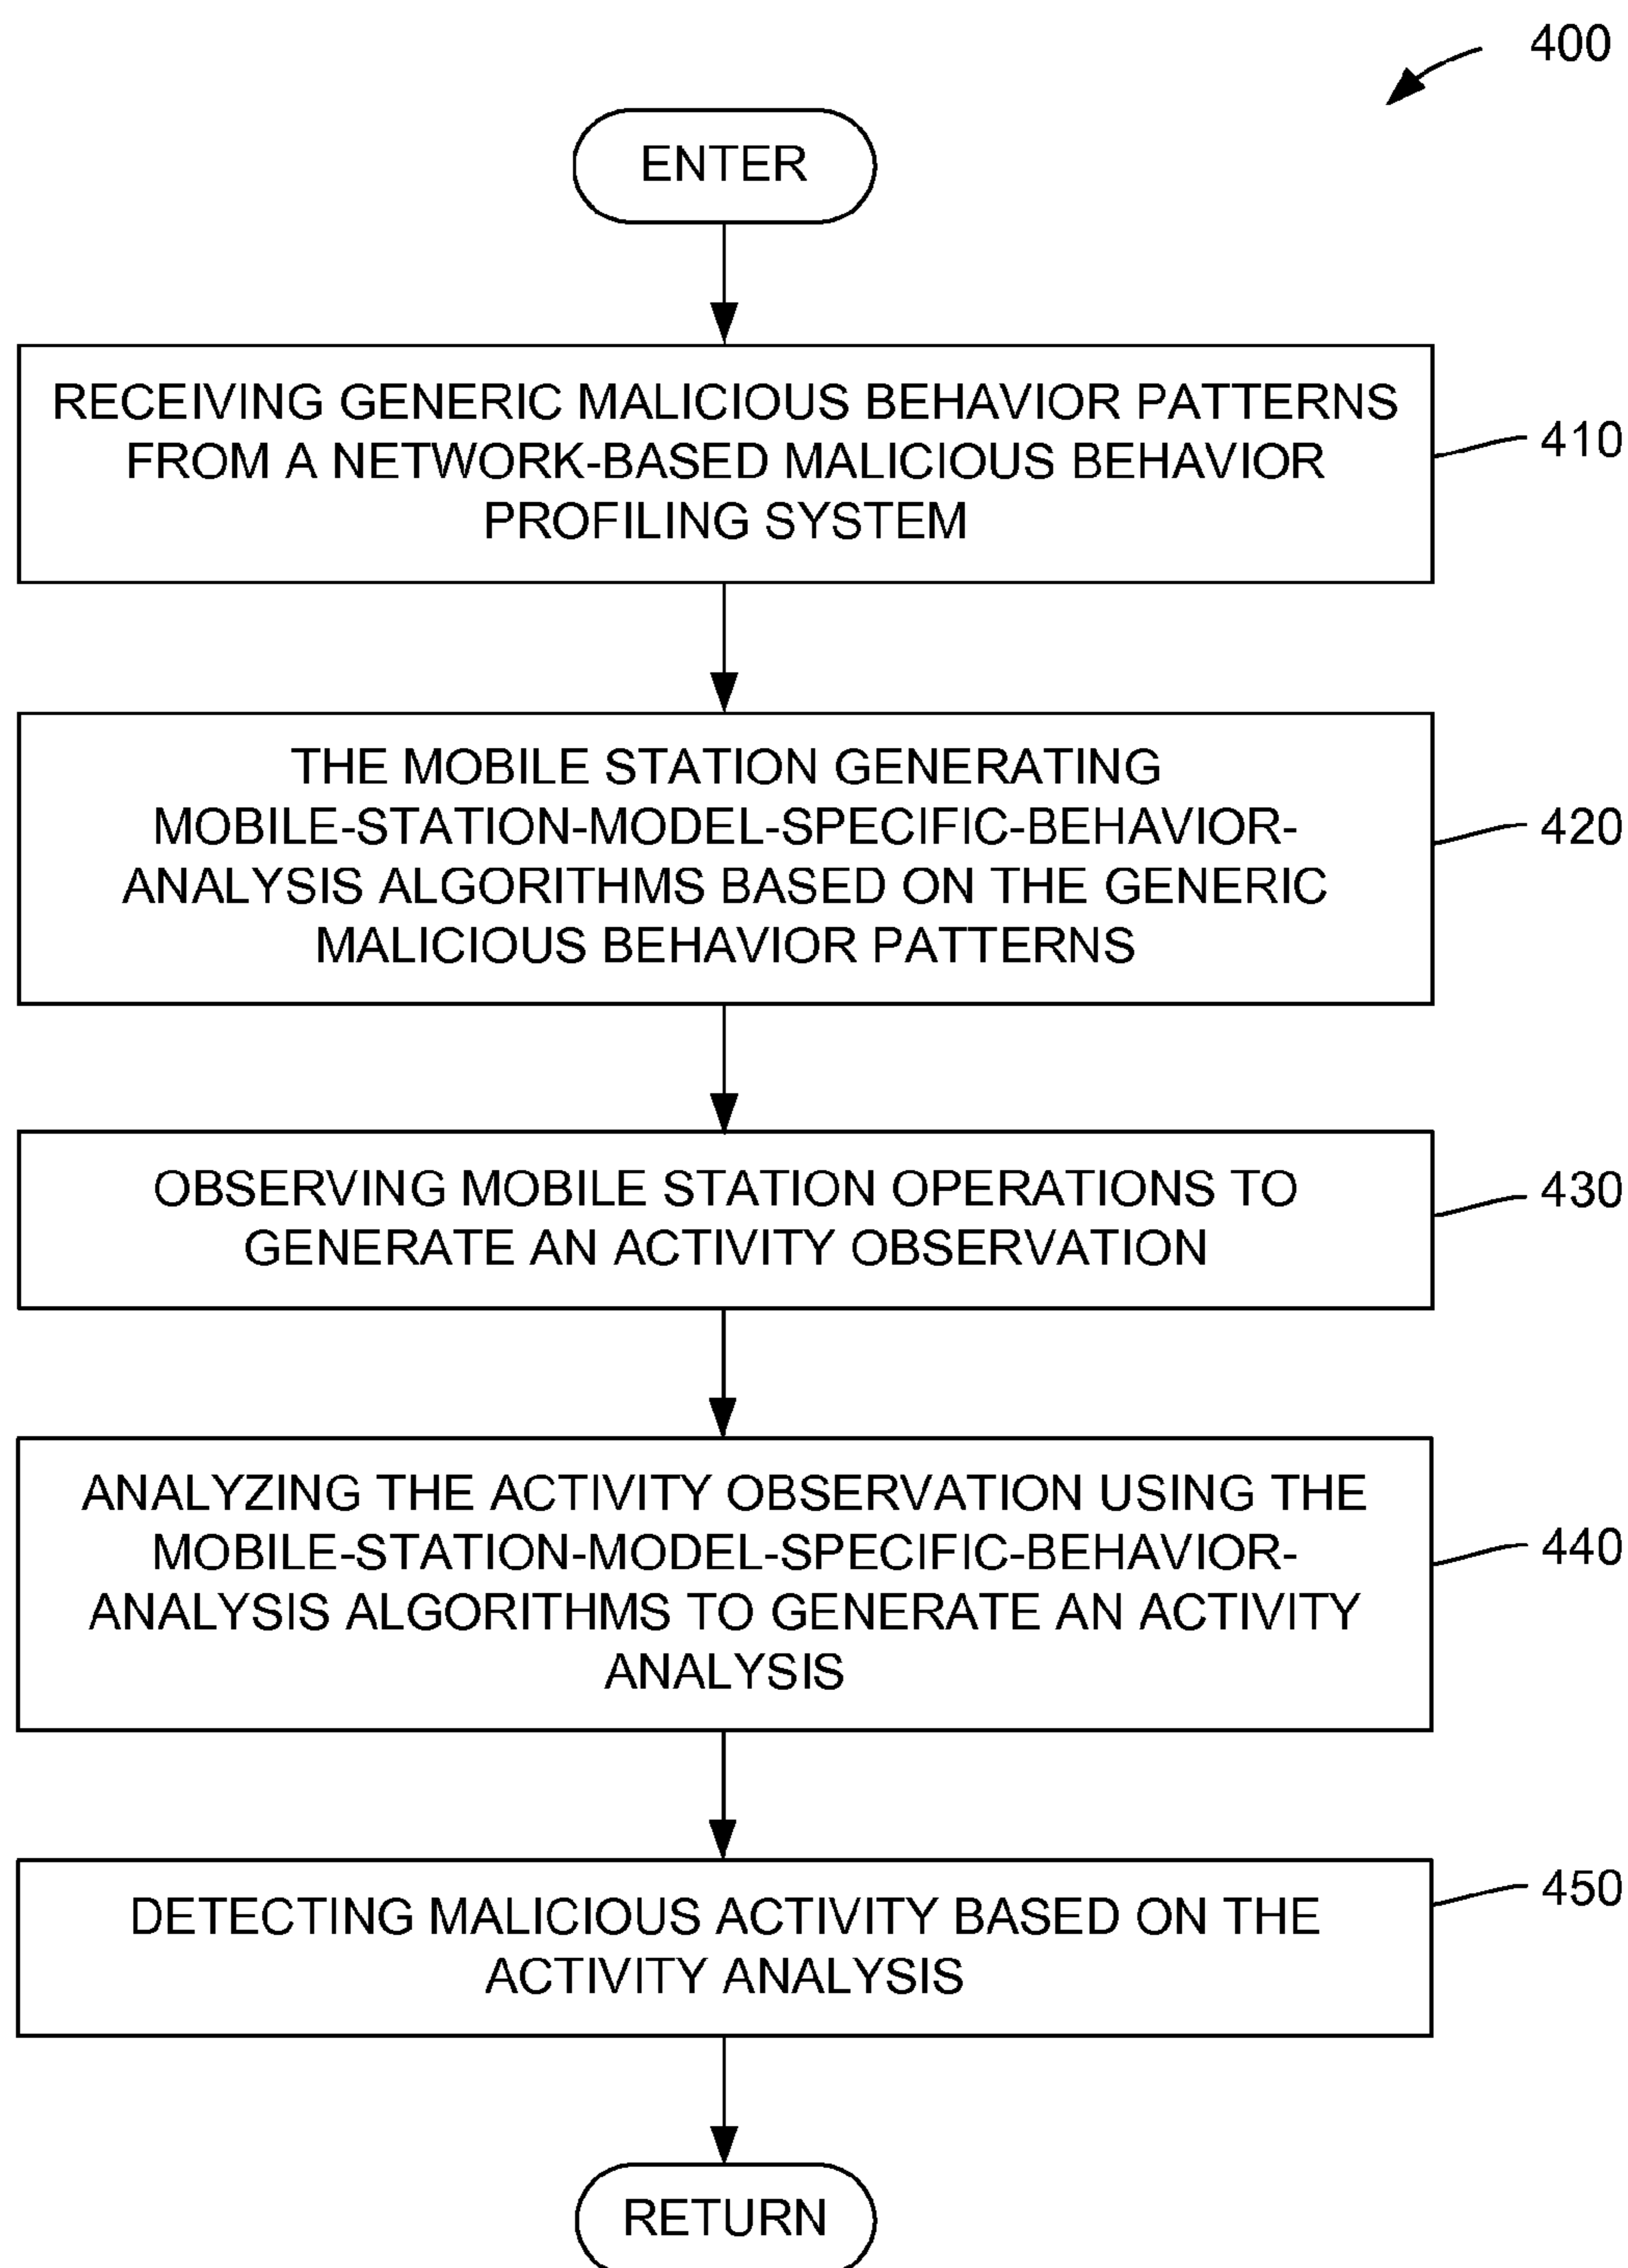 400
ENTER
RECEIVING GENERIC MALICIOUS BEHAVIOR PATTERNS
FROM A NETWORK-BASED MALICIOUS BEHAVIOR
PROFILING SYSTEM
410
THE MOBILE STATION GENERATING
MOBILE-STATION-MODEL-SPECIFIC-BEHAVIOR-
ANALYSIS ALGORITHMS BASED ON THE GENERIC
MALICIOUS BEHAVIOR PATTERNS
420
OBSERVING MOBILE STATION OPERATIONS TO
GENERATE AN ACTIVITY OBSERVATION
430
ANALYZING THE ACTIVITY OBSERVATION USING THE
MOBILE-STATION-MODEL-SPECIFIC-BEHAVIOR-
ANALYSIS ALGORITHMS TO GENERATE AN ACTIVITY
ANALYSIS
440
DETECTING MALICIOUS ACTIVITY BASED ON THE
ACTIVITY ANALYSIS
450
RETURN